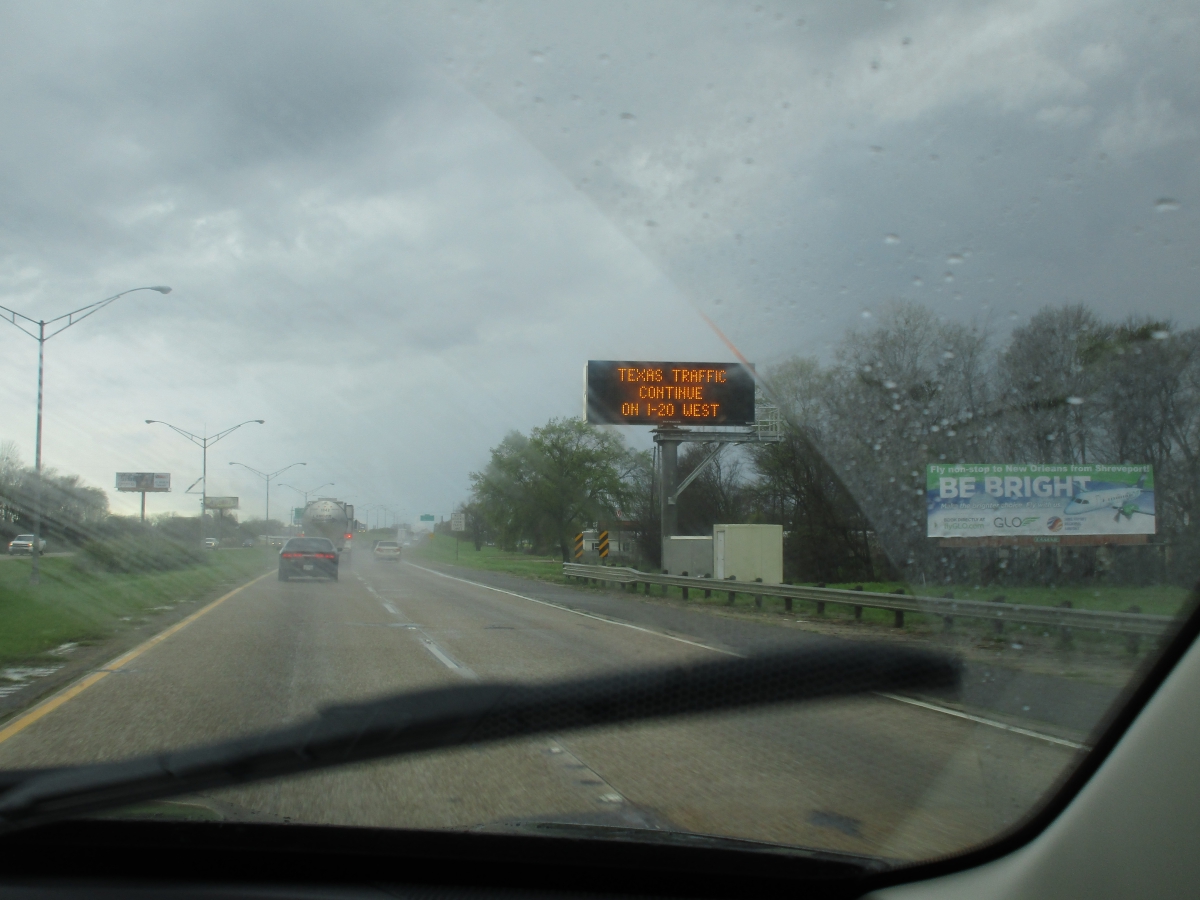 TEXAS TRAFFIC
CONTINUE
ON I-20 WEST
Fly non-stop to New Orleans from Shreveport!
BE BRIGHT
GLO